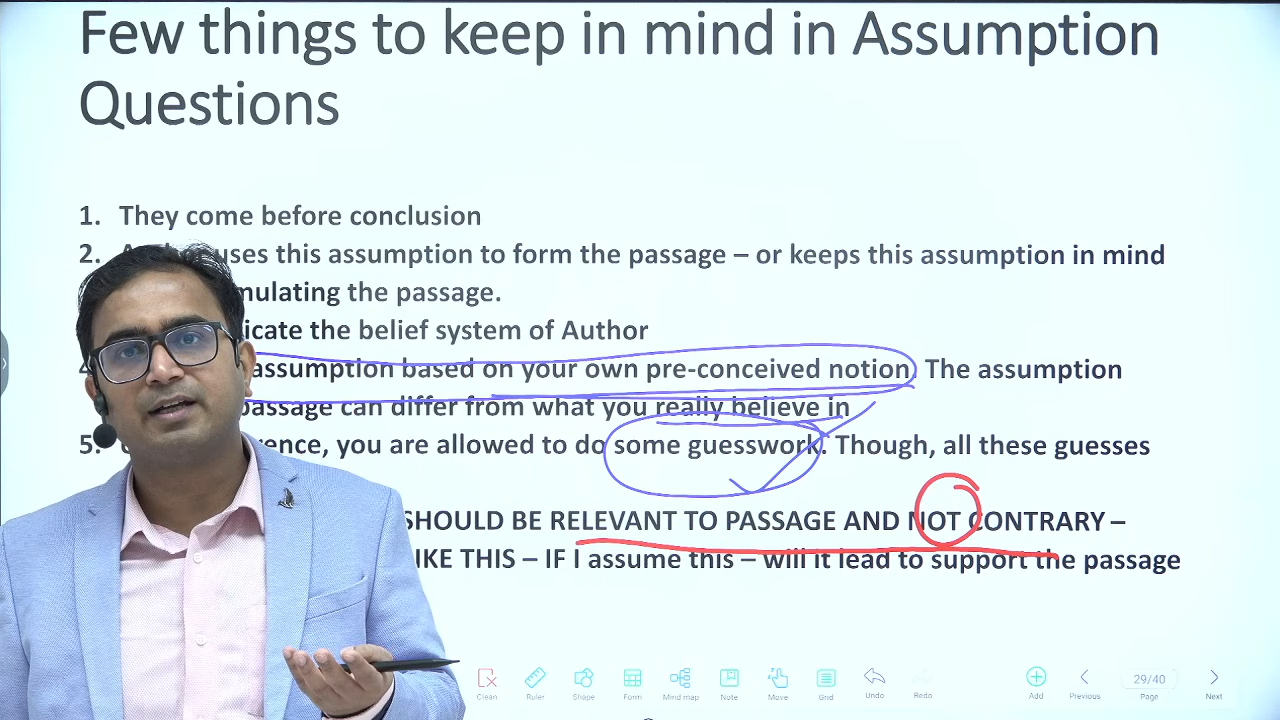 Few things to keep in mind in Assumption
Questions
1. They come before conclusion
2. uses this assumption to form the passage – or keeps this assumption in mind
the passage.
the belief system of Author
assumption based on your own pre-conceived notion. The assumption
passage can differ from what you really believe in
5. you are allowed to do some guesswork. Though, all these guesses
SHOULD BE RELEVANT TO PASSAGE AND NOT CONTRARY –
THIS – IF I assume this – will it lead to support the passage
Clean Ruler Shape Form Mind map Note Move Grid Undo Redo Add Previous 29/40 Page Next